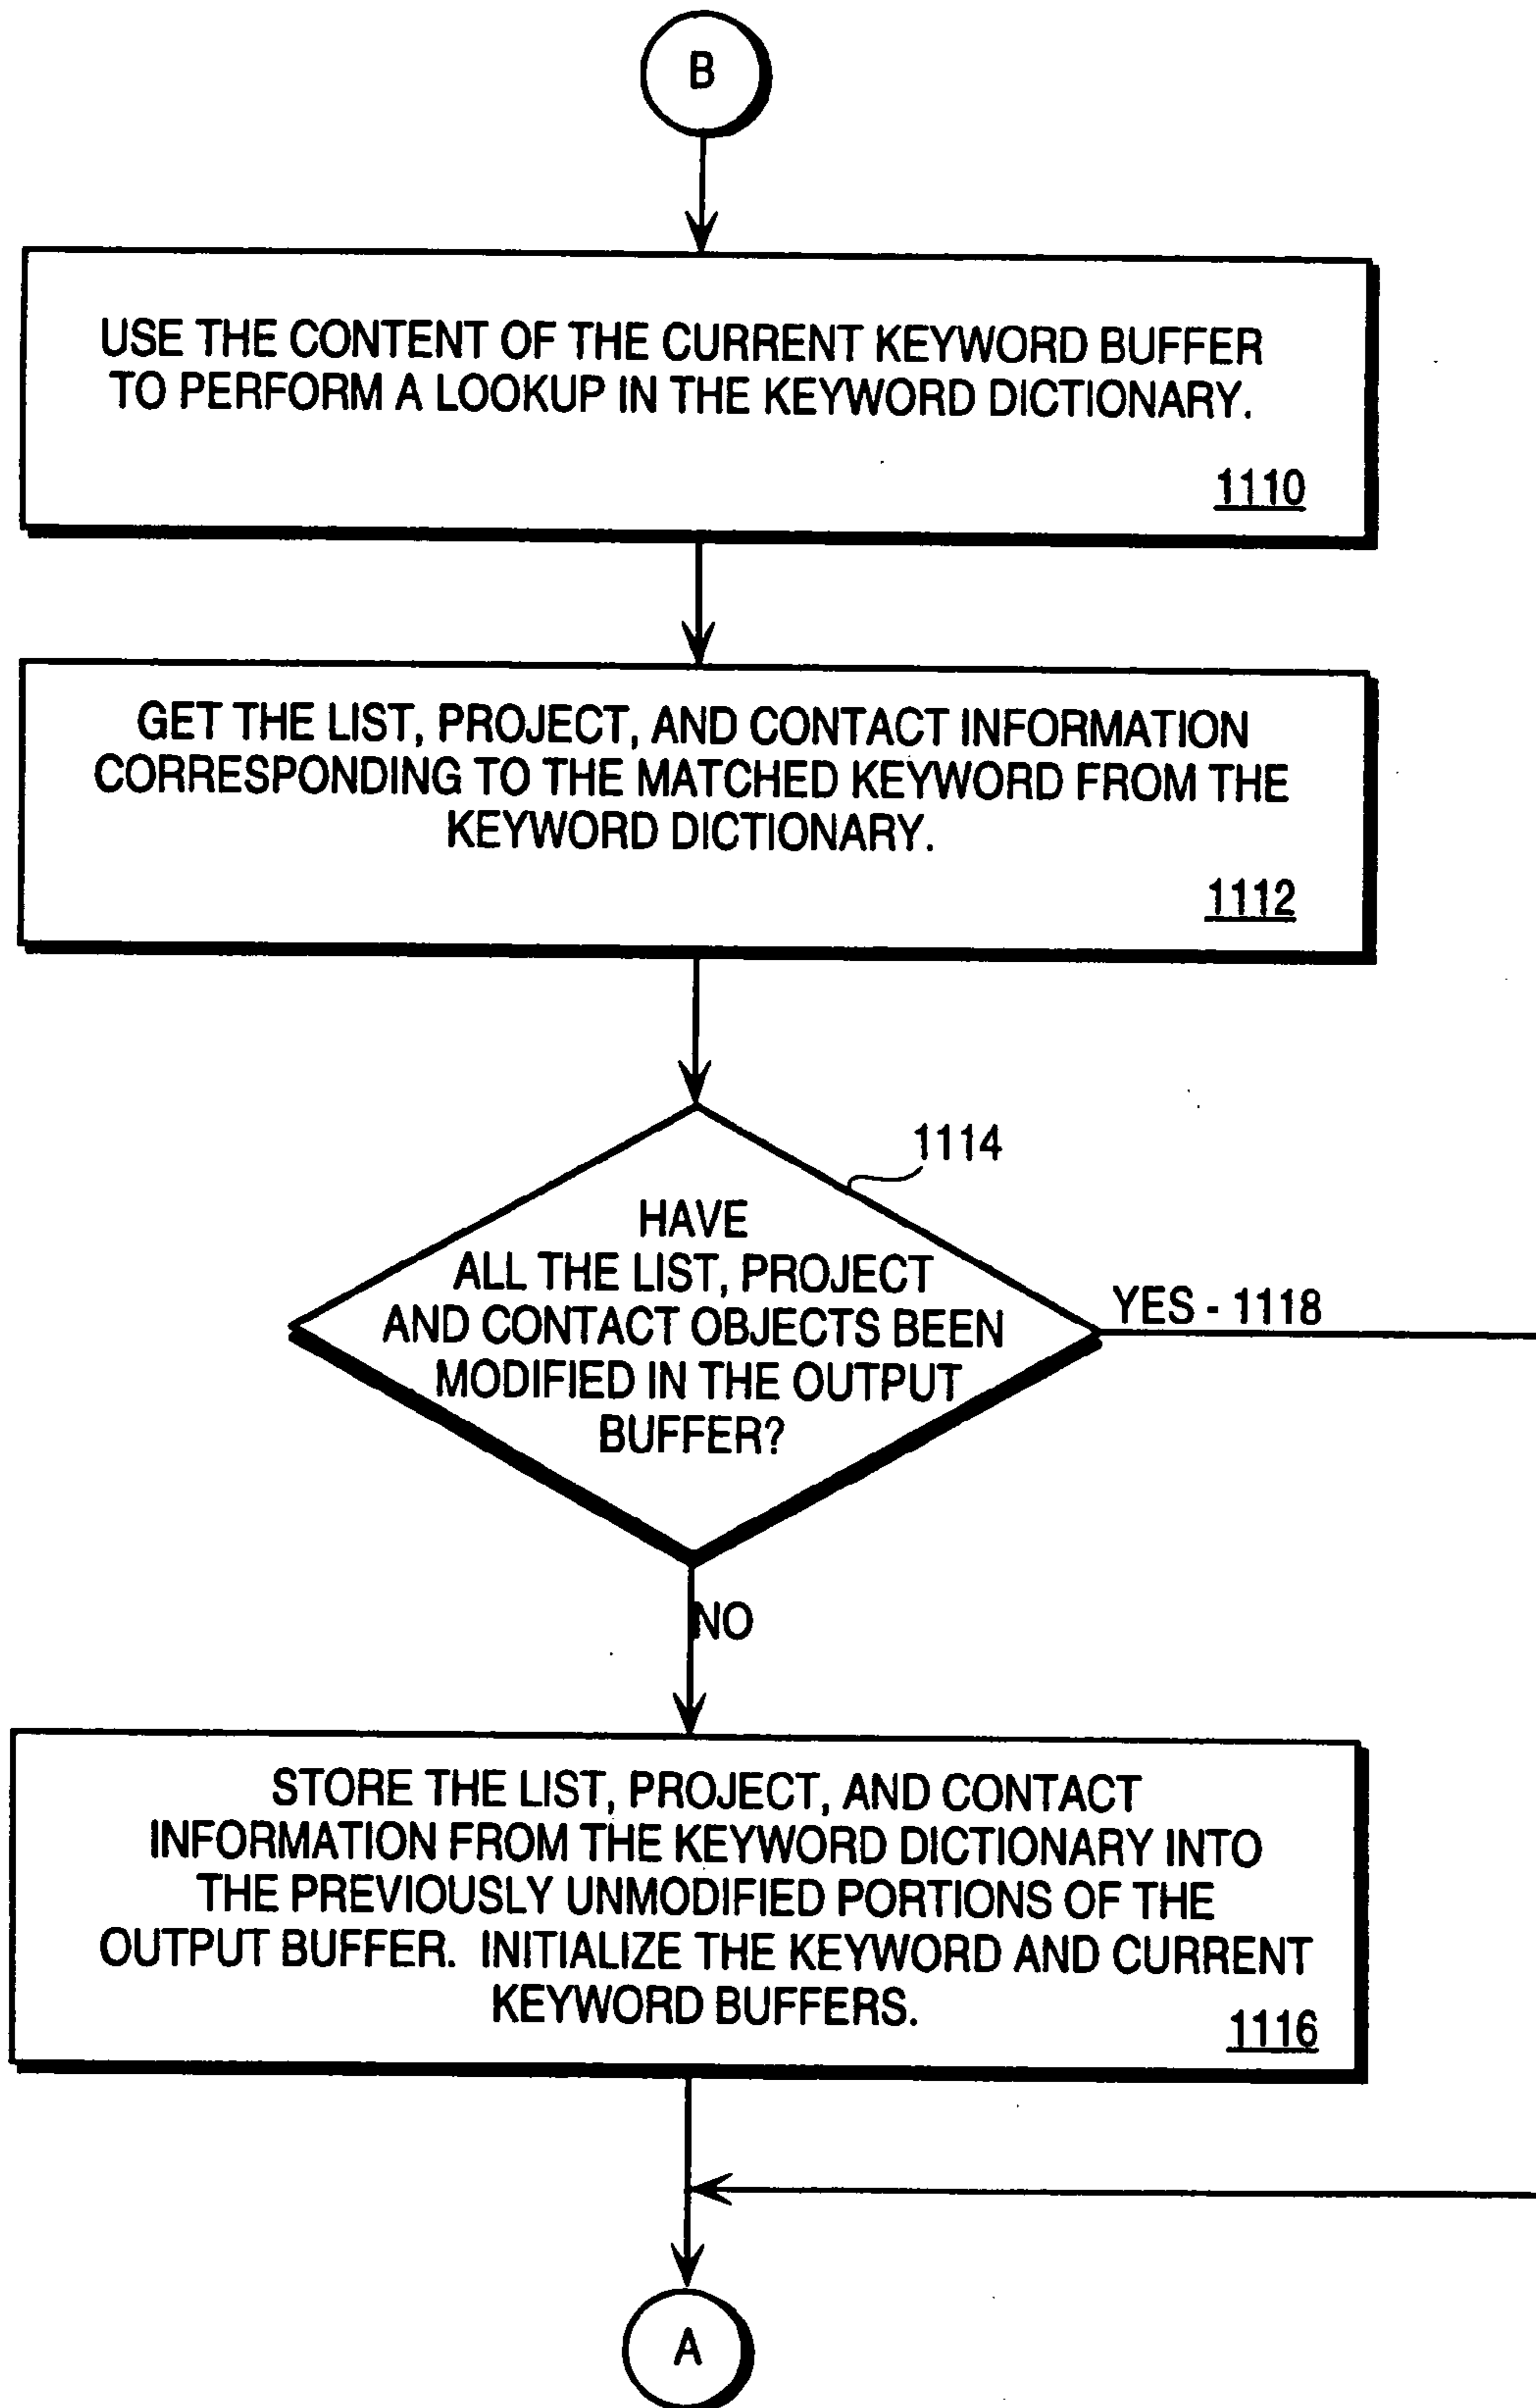 B
USE THE CONTENT OF THE CURRENT KEYWORD BUFFER
TO PERFORM A LOOKUP IN THE KEYWORD DICTIONARY.
1110
GET THE LIST, PROJECT, AND CONTACT INFORMATION
CORRESPONDING TO THE MATCHED KEYWORD FROM THE
KEYWORD DICTIONARY.
1112
1114
HAVE
ALL THE LIST, PROJECT
AND CONTACT OBJECTS BEEN
MODIFIED IN THE OUTPUT
BUFFER?
YES - 1118
NO
STORE THE LIST, PROJECT, AND CONTACT
INFORMATION FROM THE KEYWORD DICTIONARY INTO
THE PREVIOUSLY UNMODIFIED PORTIONS OF THE
OUTPUT BUFFER. INITIALIZE THE KEYWORD AND CURRENT
KEYWORD BUFFERS.
1116
A